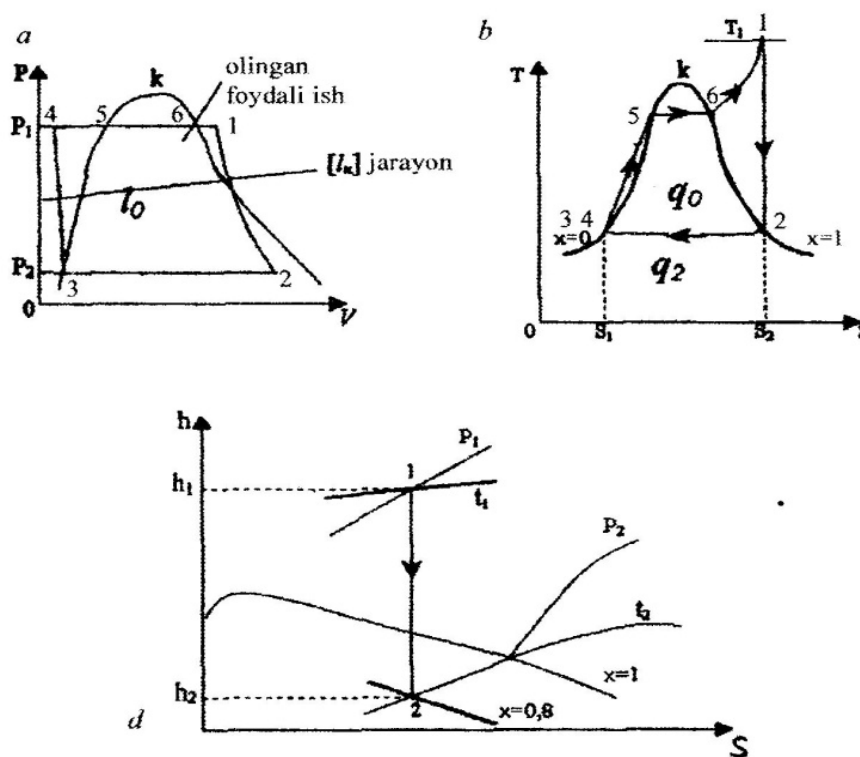 a
P
k
olingan
foydali ish
4
5
6
1
P₁
[lₖ] jarayon
l₀
P₂
3
2
0
V
b
T
T₁
1
k
5
6
q₀
3 4
x=0
2
x=1
q₂
0
S₁
S₂
h
P₁
h₁
1
t₁
P₂
t₂
x=1
h₂
2
x=0,8
d
S